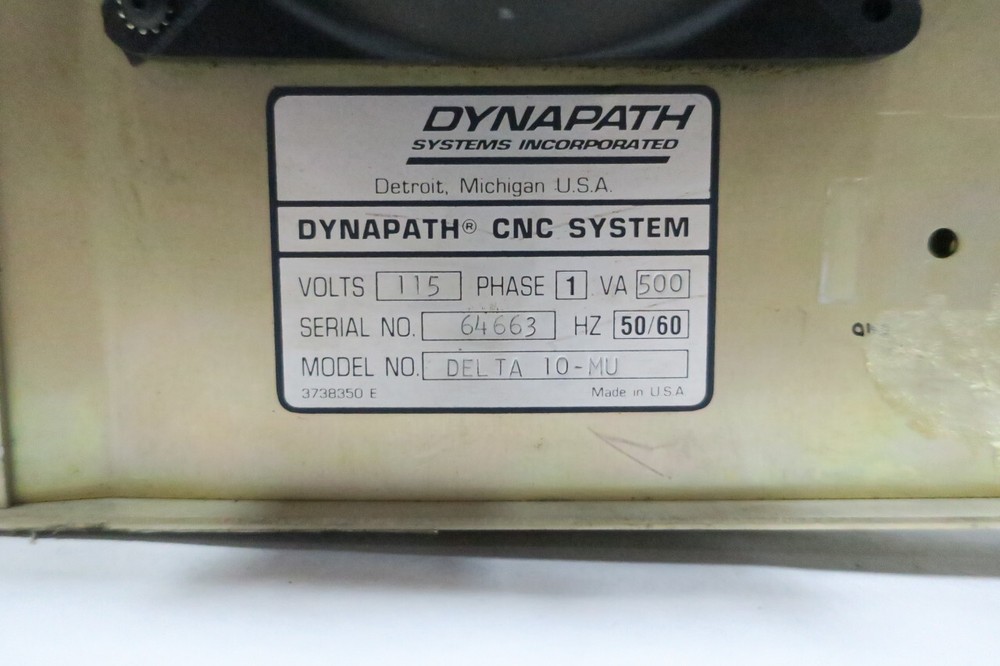 DYNAPATH
SYSTEMS INCORPORATED
Detroit, Michigan U.S.A.
DYNAPATH® CNC SYSTEM
VOLTS 115 PHASE 1 VA 500
SERIAL NO. 64663 HZ 50/60
MODEL NO. DELTA 10-MU
3738350 E Made in U.S.A